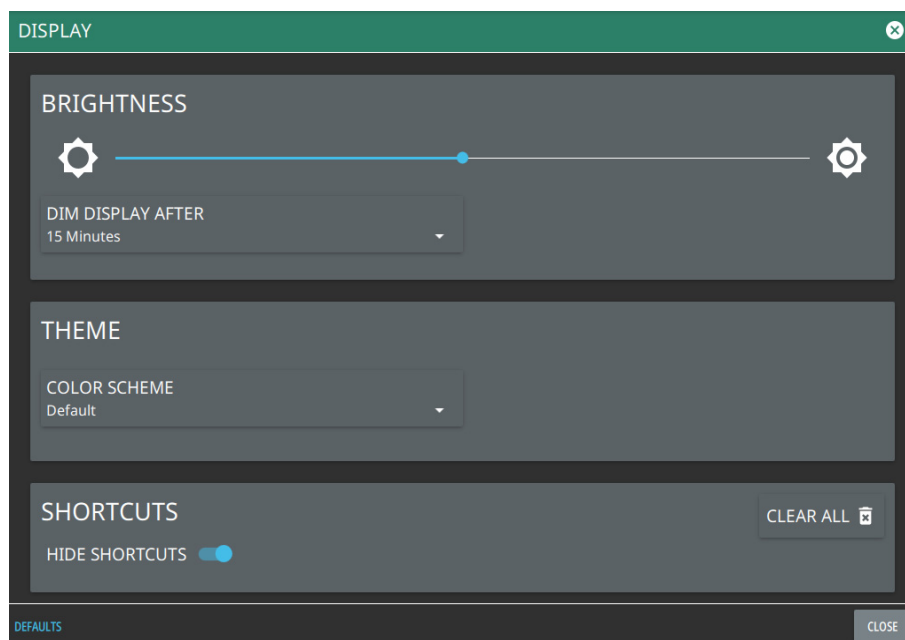 DISPLAY
BRIGHTNESS
DIM DISPLAY AFTER
15 Minutes
THEME
COLOR SCHEME
Default
SHORTCUTS
CLEAR ALL
HIDE SHORTCUTS
DEFAULTS
CLOSE